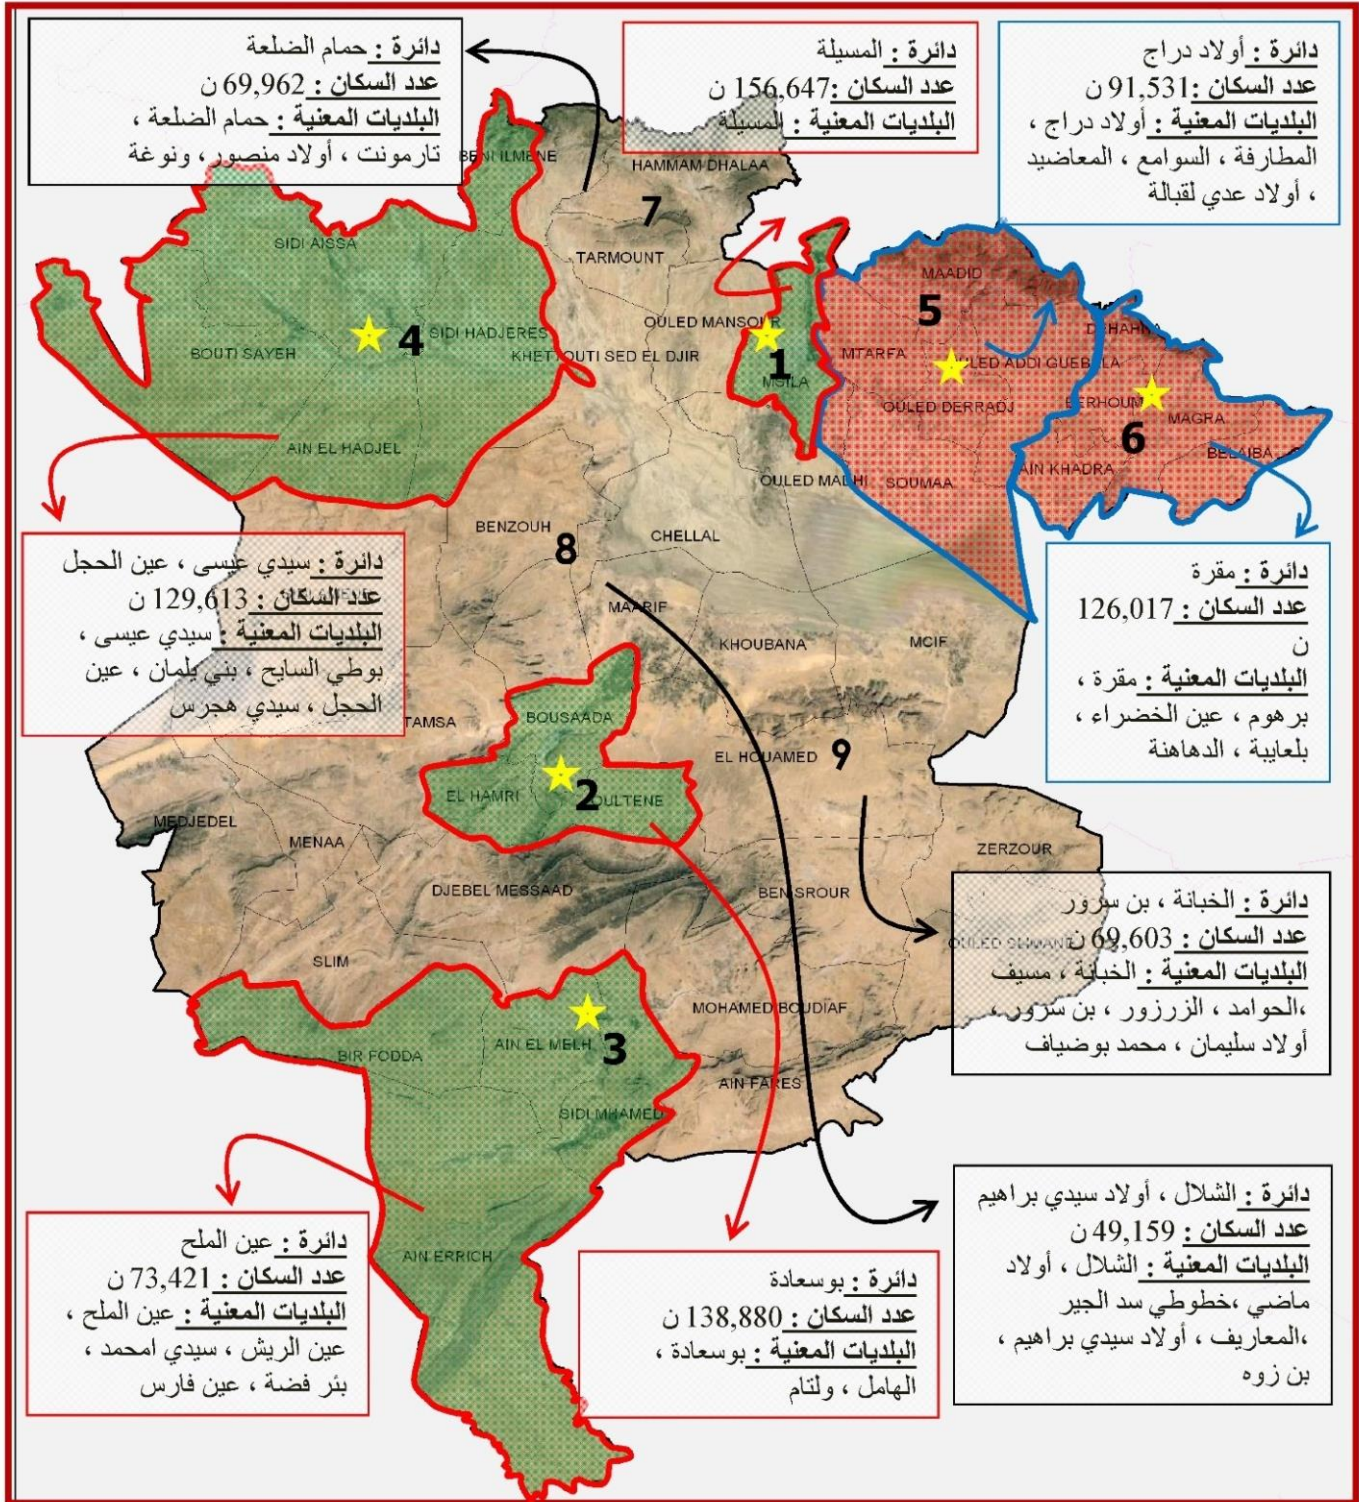 دائرة : حمام الضلعة
عدد السكان : 69,962 ن
البلديات المعنية : حمام الضلعة ،
تارمونت ، أولاد منصور ، ونوغة
دائرة : المسيلة
عدد السكان :156,647 ن
البلديات المعنية : المسيلة
دائرة : أولاد دراج
عدد السكان :91,531 ن
البلديات المعنية : أولاد دراج ،
المطارفة ، السوامع ، المعاضيد
، أولاد عدي لقبالة
BENI ILMENE
HAMMAM DHALAA
7
SIDI AISSA
TARMOUNT
MAADID
5
DEHAHNA
4
SIDI HADJERES
OULED MANSOUR
BOUTI SAYEH
KHETTOUTI SED EL DJIR
1
MSILA
MTARFA
OULED ADDI GUEBALA
OULED DERRADJ
BERHOUM
MAGRA
6
BELAIBA
AIN EL HADJEL
OULED MADHI
SOUMAA
AIN KHADRA
BENZOUH
8
CHELLAL
دائرة : سيدي عيسى ، عين الحجل
عدد السكان : 129,613 ن
البلديات المعنية : سيدي عيسى ،
بوطي السايح ، بني يلمان ، عين
الحجل ، سيدي هجرس
دائرة : مقرة
عدد السكان : 126,017
ن
البلديات المعنية : مقرة ،
برهوم ، عين الخضراء ،
بلعايبة ، الدهاهنة
MAARIF
KHOUBANA
MCIF
TAMSA
BOUSAADA
EL HOUAMED
9
EL HAMRI
2
OULTENE
MEDJEDEL
MENAA
ZERZOUR
DJEBEL MESSAAD
BEN SROUR
دائرة : الخبانة ، بن سرور
عدد السكان : 69,603 ن
البلديات المعنية : الخبانة ، مسيف
،الحوامد ، الزرزور ، بن سرور ،
أولاد سليمان ، محمد بوضياف
SLIM
MOHAMED BOUDIAF
BIR FODDA
AIN EL MELH
3
AIN FARES
SIDI MHAMED
AIN ERRICH
دائرة : عين الملح
عدد السكان : 73,421 ن
البلديات المعنية : عين الملح ،
عين الريش ، سيدي امحمد ،
بئر فضة ، عين فارس
دائرة : بوسعادة
عدد السكان : 138,880 ن
البلديات المعنية : بوسعادة ،
الهامل ، ولتام
دائرة : الشلال ، أولاد سيدي براهيم
عدد السكان : 49,159 ن
البلديات المعنية : الشلال ، أولاد
ماضي ،خطوطي سد الجير
،المعاريف ، أولاد سيدي براهيم ،
بن زوه